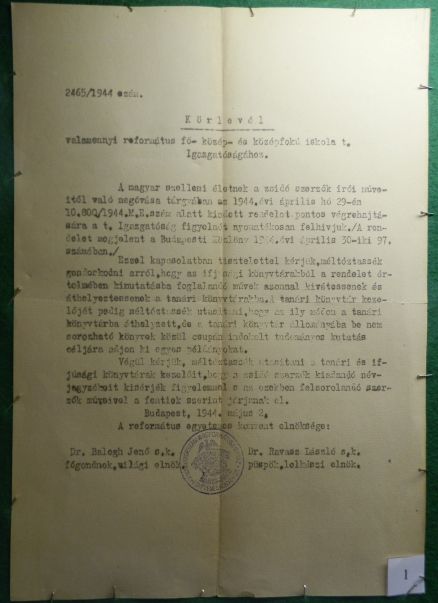 2465/1944 szám.
Körlevél
valamennyi református fő- közép- és középfokú iskola t.
Igazgatóságához.
A magyar szellemi életnek a zsidó szerzők írói művei-
től való megóvása tárgyában az 1944.évi április hó 29-én
10.800/1944.M.E.szám alatt kiadott rendelet pontos végrehajtá-
sára a t. Igazgatóság figyelmét nyomatékosan felhívjuk./A ren-
delet megjelent a Budapesti Közlöny 1944.évi április 30-iki 97.
számában./
Ezzel kapcsolatban tisztelettel kérjük, méltóztassék
gondoskodni arról,hogy az ifjúsági könyvtárakból a rendelet ér-
telmében kimutatásba foglalandó művek azonnal kivétessenek és
áthelyeztessenek a tanári könyvtárakba.A tanári könyvtár keze-
lőjét pedig méltóztassék utasítani,hogy az ily módon a tanári
könyvtárba áthelyezett,de a tanári könyvtár állományába be nem
sorozható könyvek közül csupán indokolt tudományos kutatás
céljára adjon ki egyes példányokat.
Végül kérjük, méltóztassék utasítani a tanári és if-
júsági könyvtárak kezelőit,hogy a zsidó szerzők kiadandó név-
jegyzékeit kísérjék figyelemmel s az ezekben felsorolandó szer-
zők műveivel a fentiek szerint járjanak el.
Budapest, 1944. május 2.
A református egyetemes konvent elnöksége:
Dr. Balogh Jenő s.k. Dr. Ravasz László s.k.
főgondnok,világi elnök. püspök,lelkészi elnök.
1